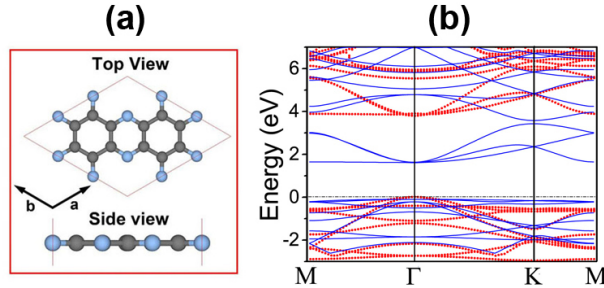 (a)
Top View
b
a
Side view
(b)
Energy (eV)
6
4
2
0
-2
M
Γ
K
M